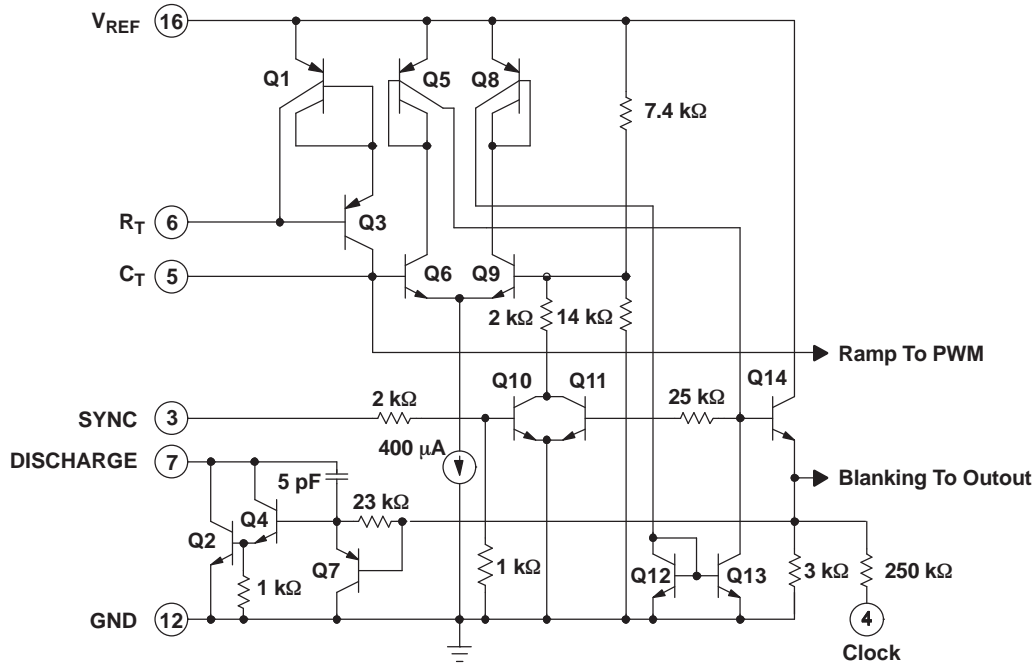 VREF 16
Q1
Q5
Q8
7.4 kΩ
RT 6
Q3
CT 5
Q6
Q9
2 kΩ
14 kΩ
Ramp To PWM
Q10
Q11
Q14
SYNC 3
2 kΩ
25 kΩ
400 μA
DISCHARGE 7
5 pF
Blanking To Outout
23 kΩ
Q2
Q4
Q7
1 kΩ
1 kΩ
Q12
Q13
3 kΩ
250 kΩ
GND 12
4
Clock